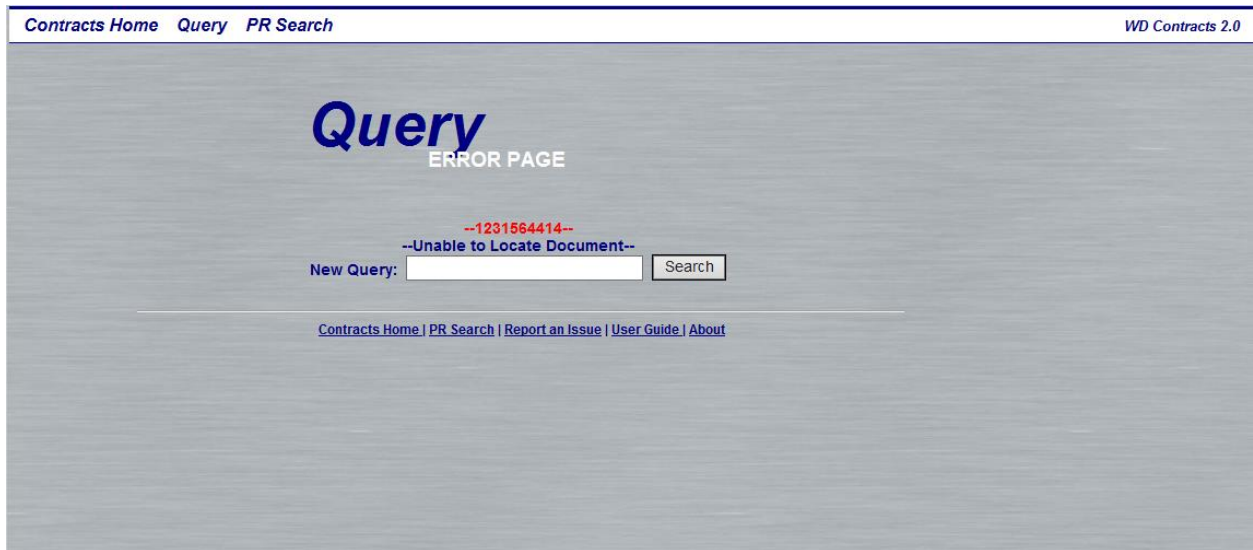 Contracts Home Query PR Search WD Contracts 2.0
Query
ERROR PAGE
--1231564414--
--Unable to Locate Document--
New Query: Search
Contracts Home | PR Search | Report an Issue | User Guide | About